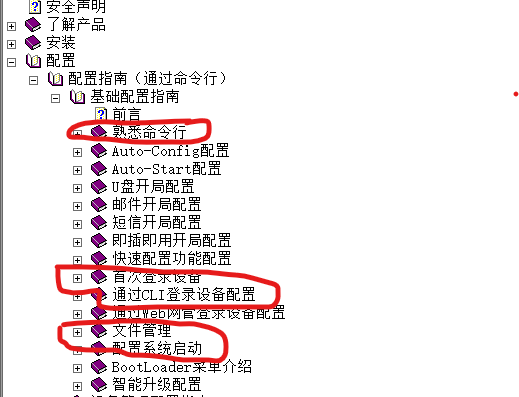 安全声明
了解产品
安装
配置
配置指南（通过命令行）
基础配置指南
前言
熟悉命令行
Auto-Config配置
Auto-Start配置
U盘开局配置
邮件开局配置
短信开局配置
即插即用开局配置
快速配置功能配置
首次登录设备
通过CLI登录设备配置
通过Web网管登录设备配置
文件管理
配置系统启动
BootLoader菜单介绍
智能升级配置